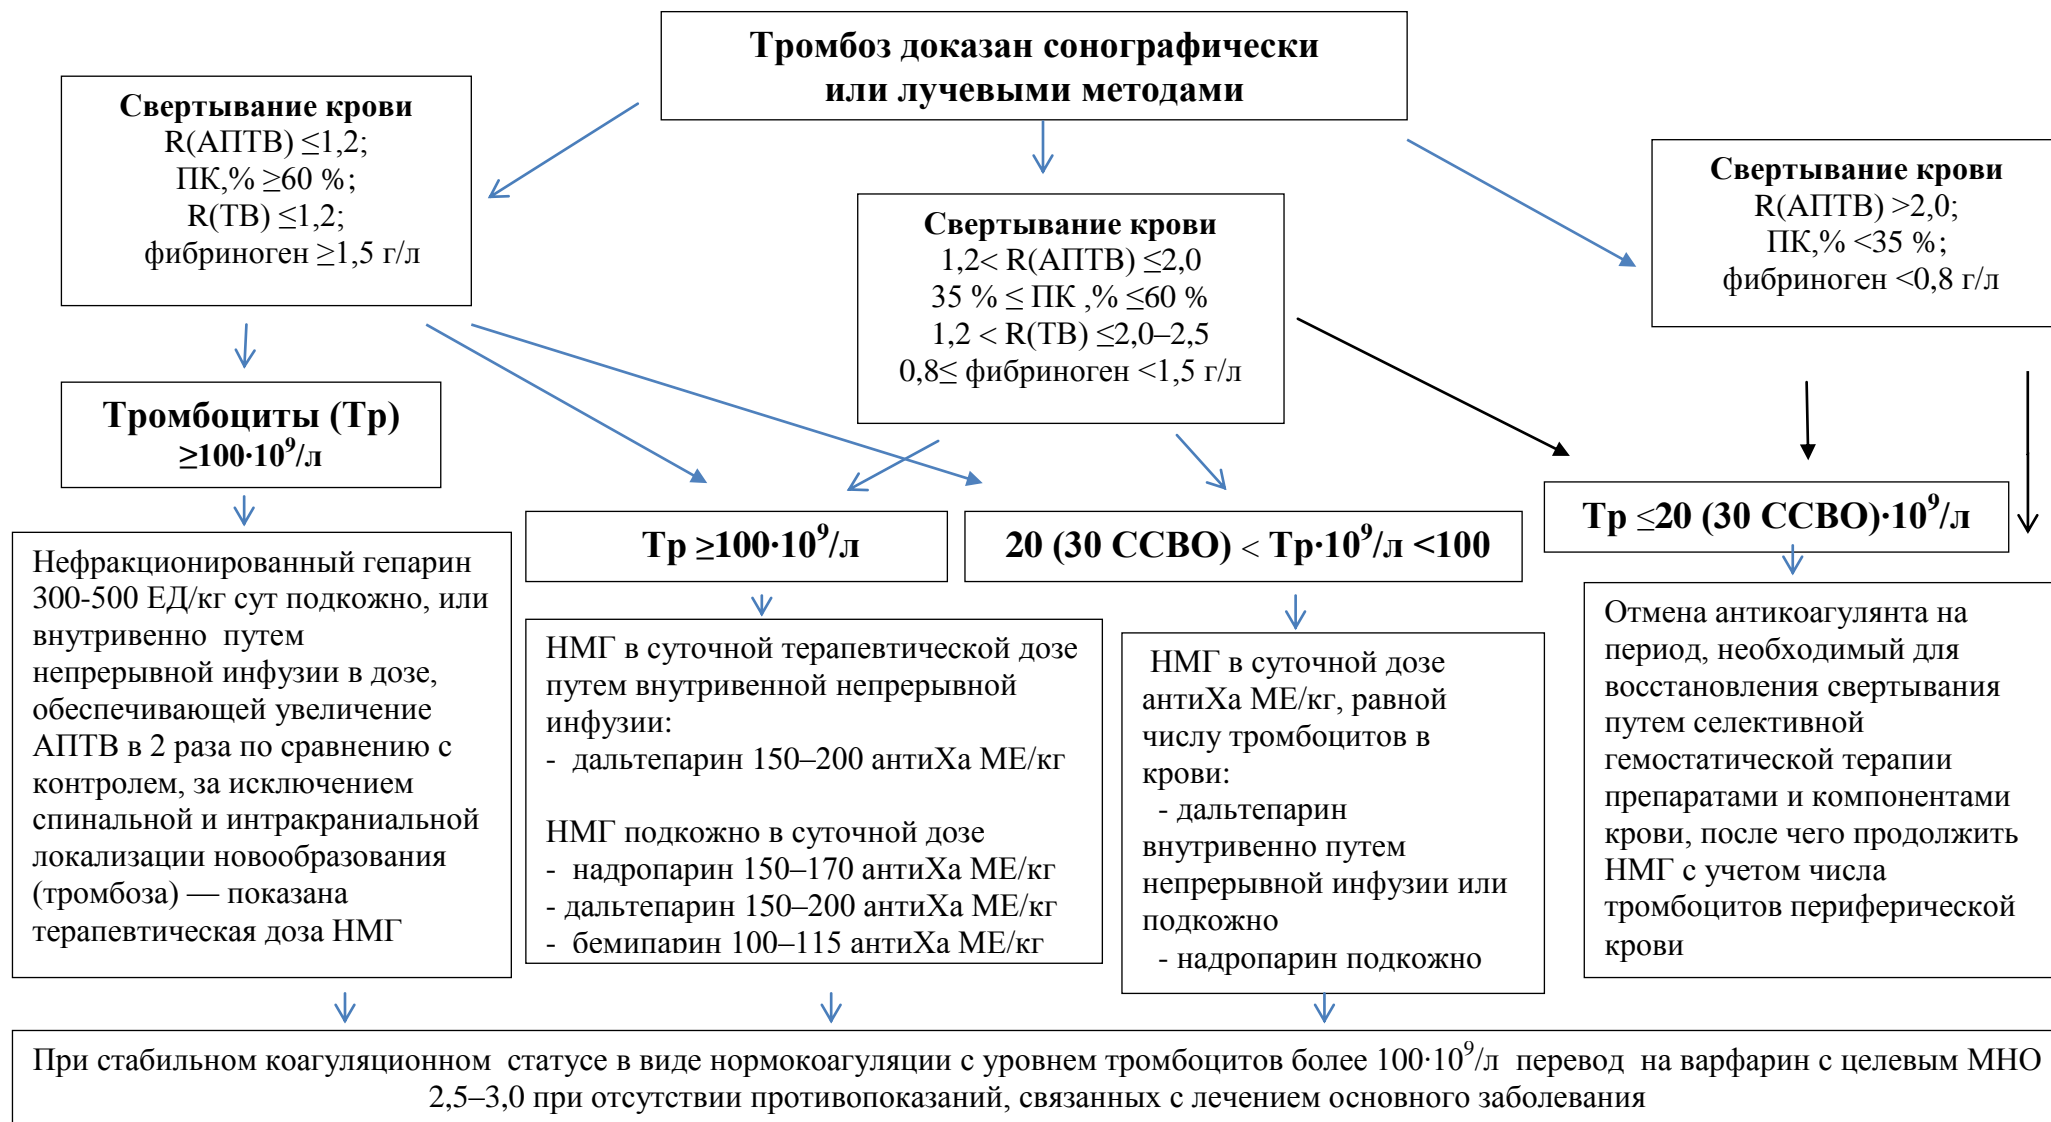 Тромбоз доказан сонографически
или лучевыми методами
Свертывание крови
R(АПТВ) ≤1,2;
ПК,% ≥60 %;
R(ТВ) ≤1,2;
фибриноген ≥1,5 г/л
Свертывание крови
1,2< R(АПТВ) ≤2,0
35 % ≤ ПК ,% ≤60 %
1,2 < R(ТВ) ≤2,0–2,5
0,8≤ фибриноген <1,5 г/л
Свертывание крови
R(АПТВ) >2,0;
ПК,% <35 %;
фибриноген <0,8 г/л
Тромбоциты (Тр)
≥100·10⁹/л
Тр ≥100·10⁹/л
20 (30 ССВО) < Тр·10⁹/л <100
Тр ≤20 (30 ССВО)·10⁹/л
Нефракционированный гепарин
300-500 ЕД/кг сут подкожно, или
внутривенно путем
непрерывной инфузии в дозе,
обеспечивающей увеличение
АПТВ в 2 раза по сравнению с
контролем, за исключением
спинальной и интракраниальной
локализации новообразования
(тромбоза) — показана
терапевтическая доза НМГ
НМГ в суточной терапевтической дозе
путем внутривенной непрерывной
инфузии:
- дальтепарин 150–200 антиХа МЕ/кг
НМГ подкожно в суточной дозе
- надропарин 150–170 антиХа МЕ/кг
- дальтепарин 150–200 антиХа МЕ/кг
- бемипарин 100–115 антиХа МЕ/кг
НМГ в суточной дозе
антиХа МЕ/кг, равной
числу тромбоцитов в
крови:
- дальтепарин
внутривенно путем
непрерывной инфузии или
подкожно
- надропарин подкожно
Отмена антикоагулянта на
период, необходимый для
восстановления свертывания
путем селективной
гемостатической терапии
препаратами и компонентами
крови, после чего продолжить
НМГ с учетом числа
тромбоцитов периферической
крови
При стабильном коагуляционном статусе в виде нормокоагуляции с уровнем тромбоцитов более 100·10⁹/л перевод на варфарин с целевым МНО
2,5–3,0 при отсутствии противопоказаний, связанных с лечением основного заболевания